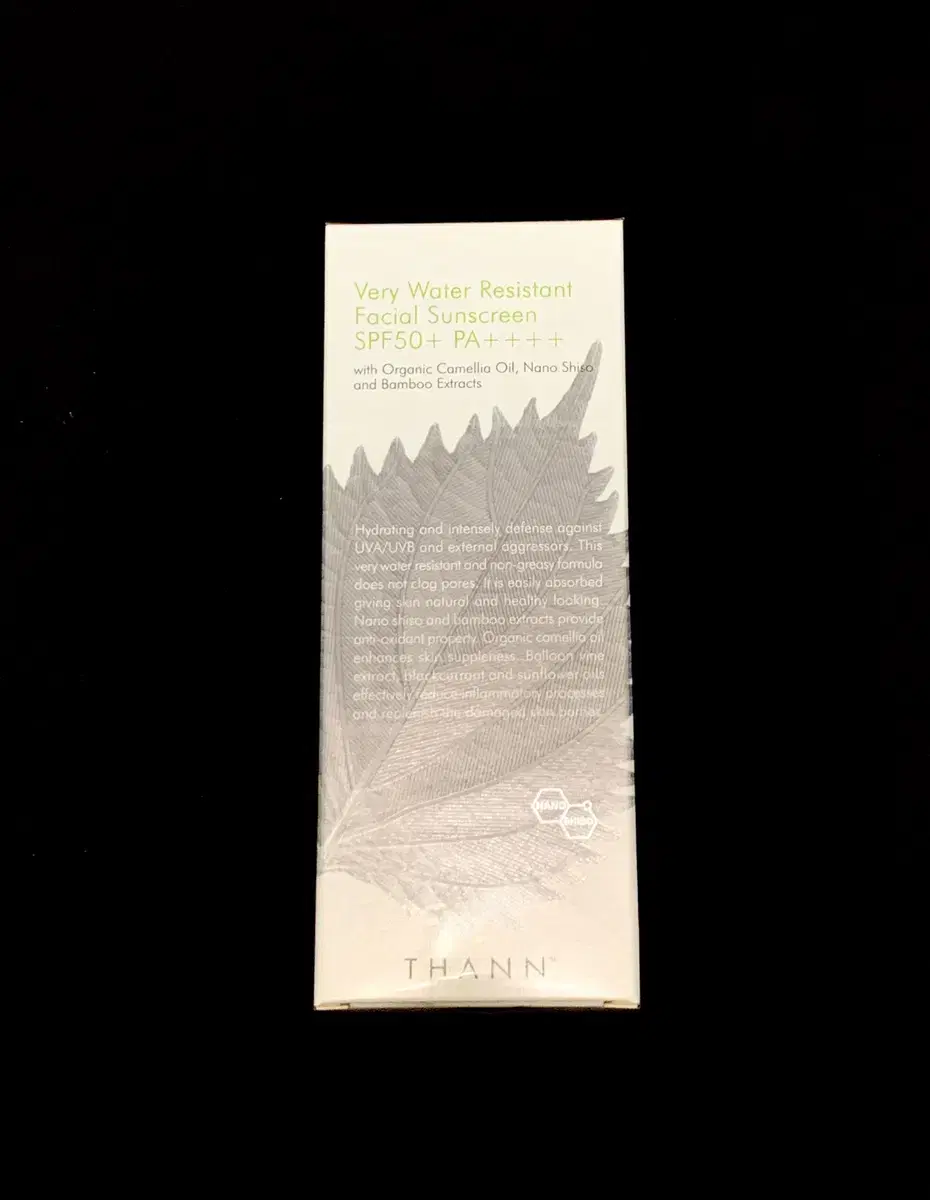 Very Water Resistant
Facial Sunscreen
SPF50+ PA++++
with Organic Camellia Oil, Nano Shiso
and Bamboo Extracts
Hydrating and intensely defense against
UVA/UVB and external aggressors. This
very water resistant and non-greasy formula
does not clog pores. It is easily absorbed
giving skin natural and healthy looking.
Nano shiso and bamboo extracts provide
anti-oxidant property. Organic camellia oil
enhances skin suppleness. Balloon vine
extract, blackcurrant and sunflower oils
effectively reduce inflammatory processes
and replenish the damaged skin barrier.
NANO
SHISO
THANN™